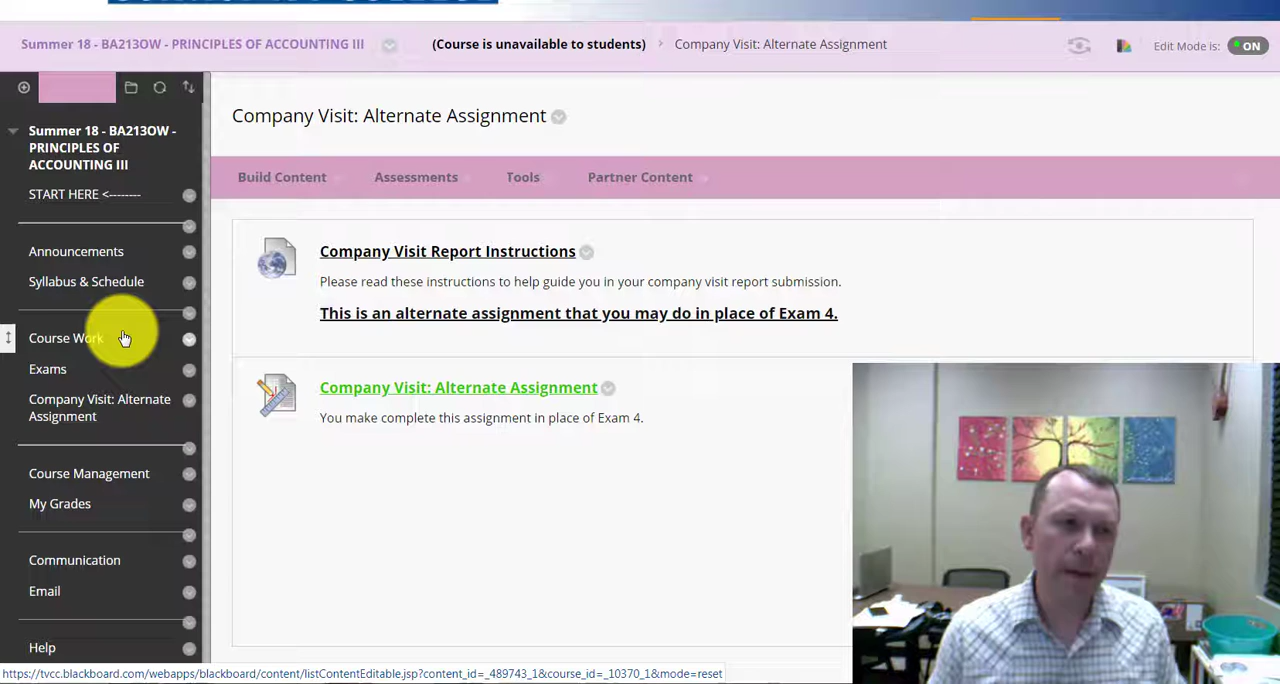 Summer 18 - BA213OW - PRINCIPLES OF ACCOUNTING III
(Course is unavailable to students)
Company Visit: Alternate Assignment
Edit Mode is:
ON
Summer 18 - BA213OW -
PRINCIPLES OF
ACCOUNTING III
START HERE <--------
Announcements
Syllabus & Schedule
Course Work
Exams
Company Visit: Alternate
Assignment
Course Management
My Grades
Communication
Email
Help
Company Visit: Alternate Assignment
Build Content
Assessments
Tools
Partner Content
Company Visit Report Instructions
Please read these instructions to help guide you in your company visit report submission.
This is an alternate assignment that you may do in place of Exam 4.
Company Visit: Alternate Assignment
You make complete this assignment in place of Exam 4.
https://tvcc.blackboard.com/webapps/blackboard/content/listContentEditable.jsp?content_id=_489743_1&course_id=_10370_1&mode=reset